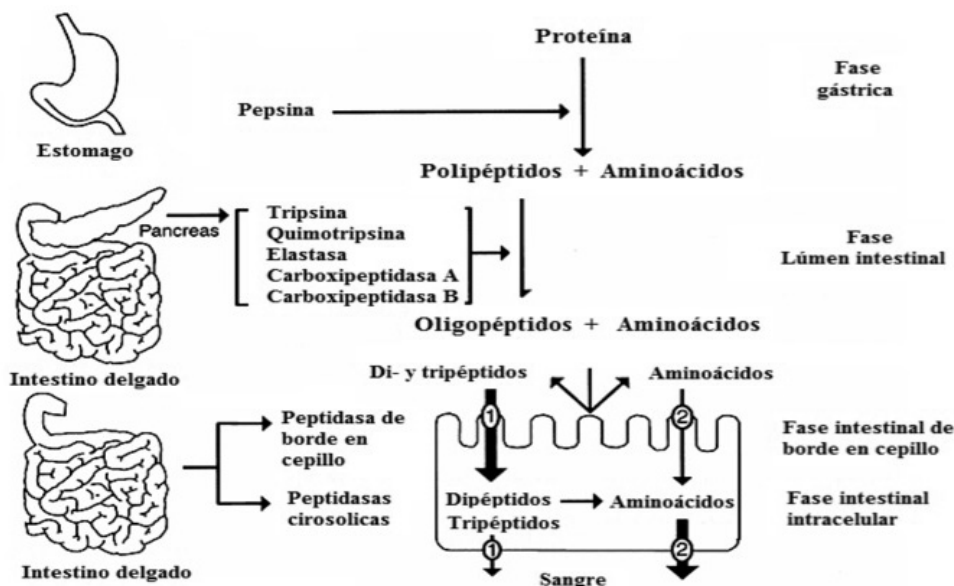 Proteína
Fase
gástrica
Pepsina
Estomago
Polipéptidos + Aminoácidos
Pancreas
Tripsina
Quimotripsina
Elastasa
Carboxipeptidasa A
Carboxipeptidasa B
Fase
Lúmen intestinal
Oligopéptidos + Aminoácidos
Intestino delgado
Di- y tripéptidos
Aminoácidos
Peptidasa de
borde en
cepillo
1
2
Fase intestinal de
borde en cepillo
Peptidasas
cirosolicas
Dipéptidos
Tripéptidos
Aminoácidos
Fase intestinal
intracelular
1
2
Intestino delgado
Sangre